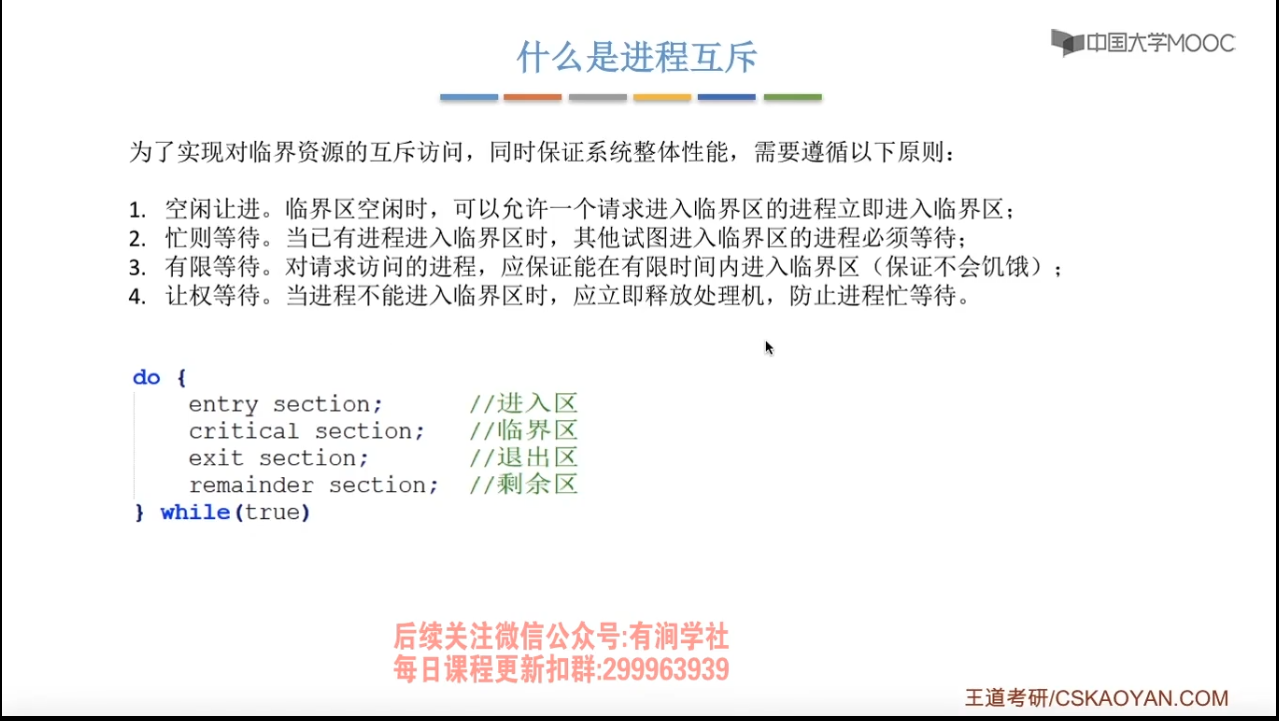 什么是进程互斥
中国大学MOOC
为了实现对临界资源的互斥访问，同时保证系统整体性能，需要遵循以下原则：
1. 空闲让进。临界区空闲时，可以允许一个请求进入临界区的进程立即进入临界区；
2. 忙则等待。当已有进程进入临界区时，其他试图进入临界区的进程必须等待；
3. 有限等待。对请求访问的进程，应保证能在有限时间内进入临界区（保证不会饥饿）；
4. 让权等待。当进程不能进入临界区时，应立即释放处理机，防止进程忙等待。
do {
entry section; //进入区
critical section; //临界区
exit section; //退出区
remainder section; //剩余区
} while(true)
后续关注微信公众号:有涧学社
每日课程更新扣群:299963939
王道考研/CSKAOYAN.COM